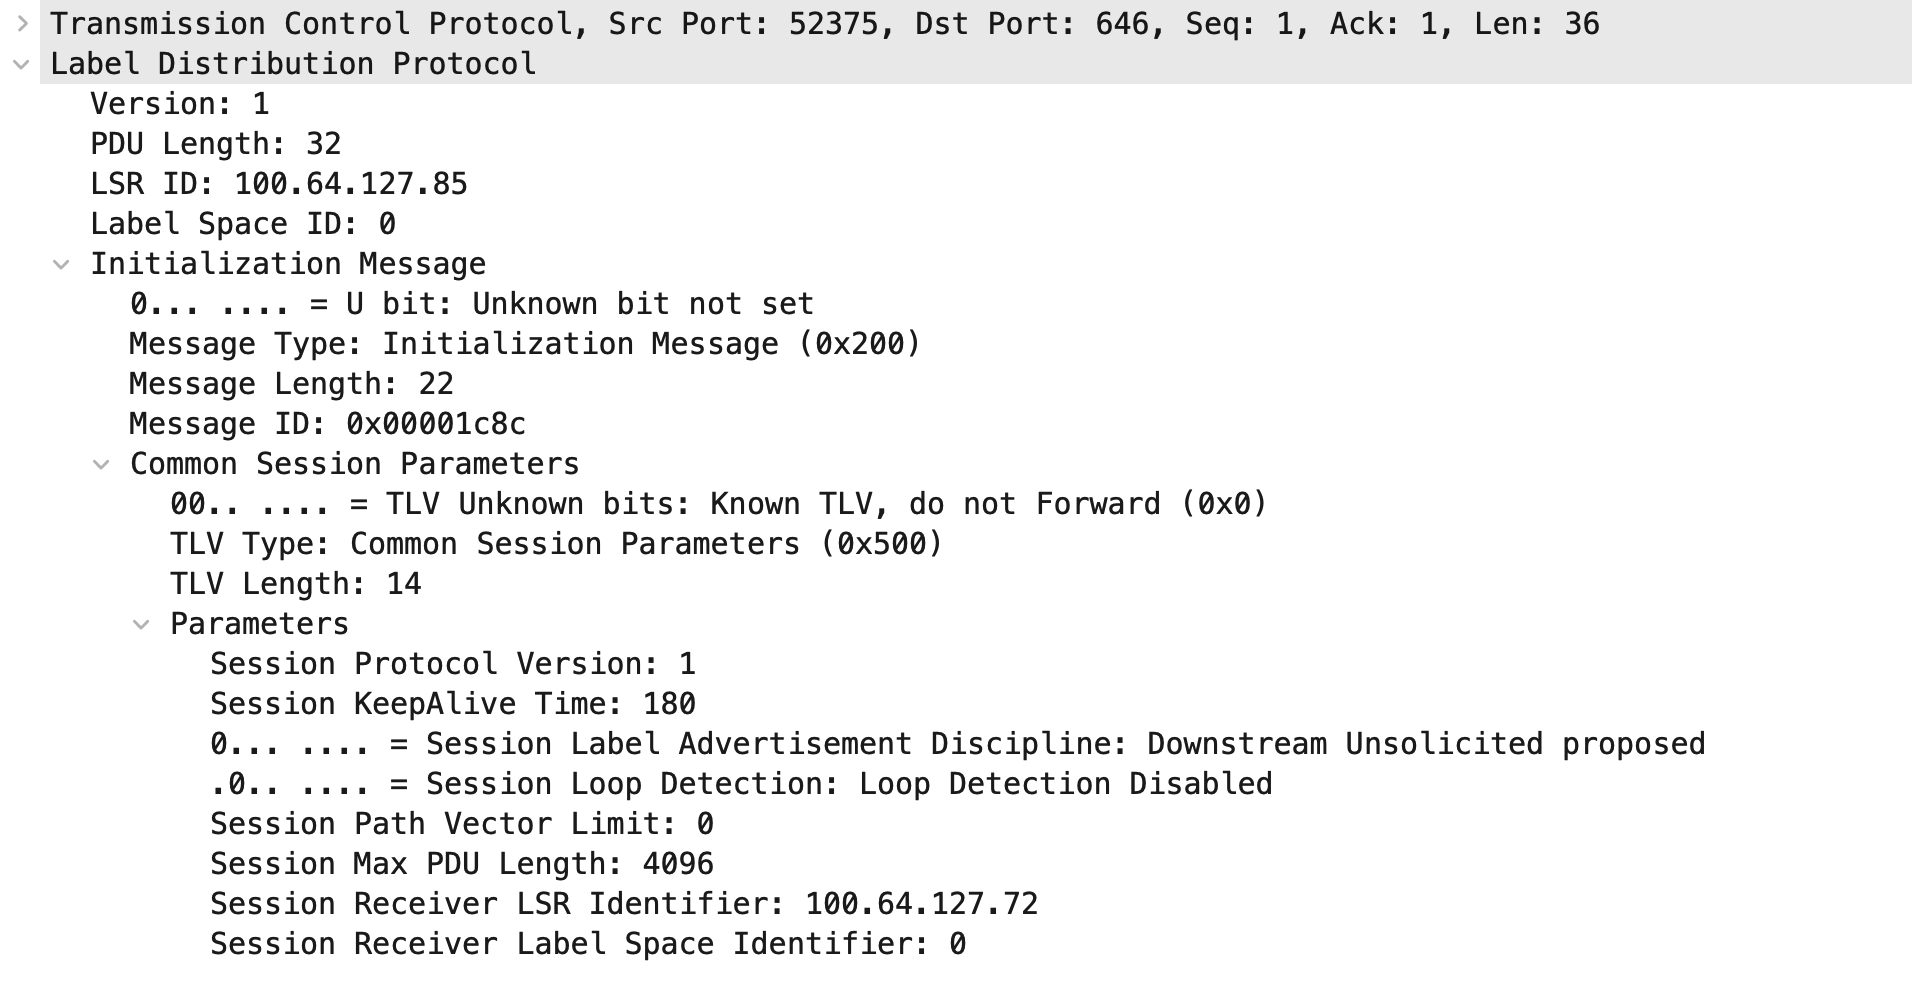 Transmission Control Protocol, Src Port: 52375, Dst Port: 646, Seq: 1, Ack: 1, Len: 36
Label Distribution Protocol
Version: 1
PDU Length: 32
LSR ID: 100.64.127.85
Label Space ID: 0
Initialization Message
0... .... = U bit: Unknown bit not set
Message Type: Initialization Message (0x200)
Message Length: 22
Message ID: 0x00001c8c
Common Session Parameters
00.. .... = TLV Unknown bits: Known TLV, do not Forward (0x0)
TLV Type: Common Session Parameters (0x500)
TLV Length: 14
Parameters
Session Protocol Version: 1
Session KeepAlive Time: 180
0... .... = Session Label Advertisement Discipline: Downstream Unsolicited proposed
.0.. .... = Session Loop Detection: Loop Detection Disabled
Session Path Vector Limit: 0
Session Max PDU Length: 4096
Session Receiver LSR Identifier: 100.64.127.72
Session Receiver Label Space Identifier: 0